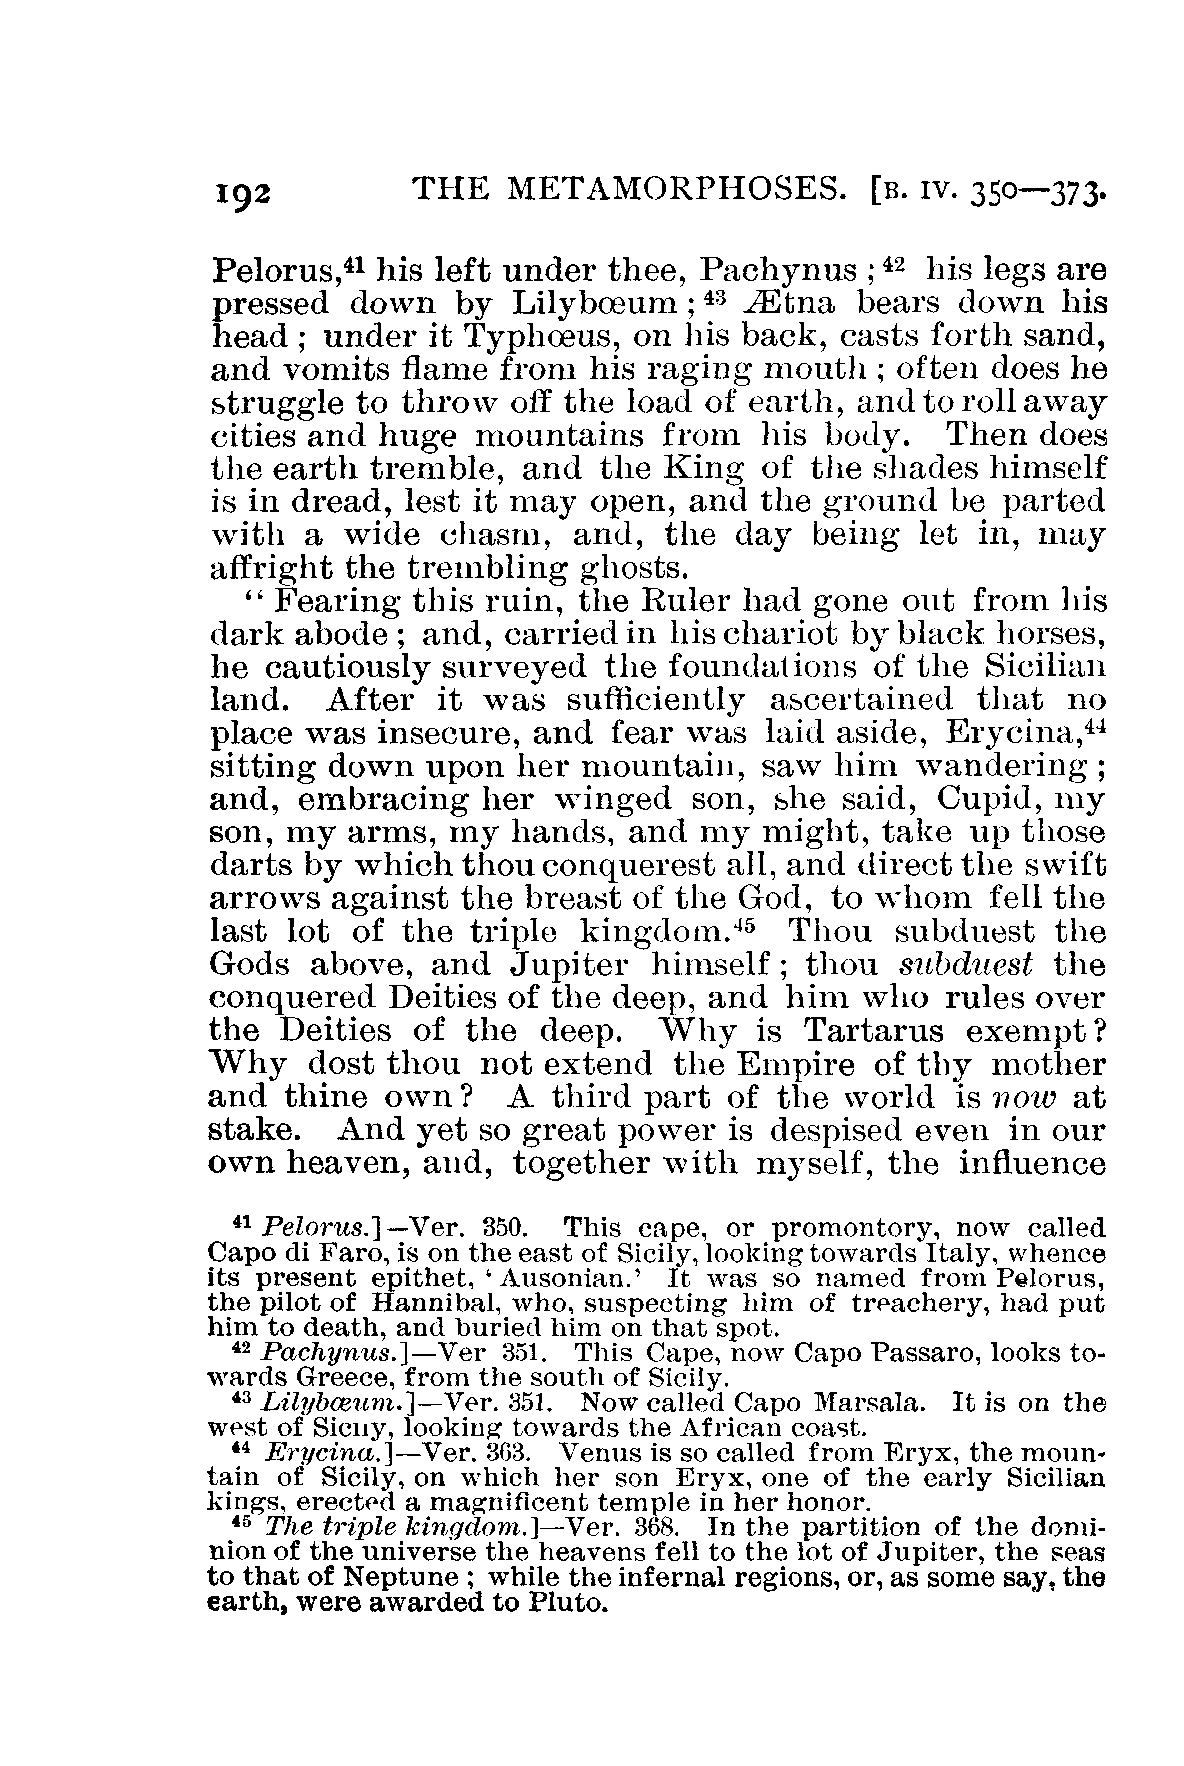 192 THE METAMORPHOSES. [B. IV. 350—373.
Pelorus,⁴¹ his left under thee, Pachynus ;⁴² his legs are
pressed down by Lilybœum ;⁴³ Ætna bears down his
head ; under it Typhœus, on his back, casts forth sand,
and vomits flame from his raging mouth ; often does he
struggle to throw off the load of earth, and to roll away
cities and huge mountains from his body. Then does
the earth tremble, and the King of the shades himself
is in dread, lest it may open, and the ground be parted
with a wide chasm, and, the day being let in, may
affright the trembling ghosts.
“ Fearing this ruin, the Ruler had gone out from his
dark abode ; and, carried in his chariot by black horses,
he cautiously surveyed the foundations of the Sicilian
land. After it was sufficiently ascertained that no
place was insecure, and fear was laid aside, Erycina,⁴⁴
sitting down upon her mountain, saw him wandering ;
and, embracing her winged son, she said, Cupid, my
son, my arms, my hands, and my might, take up those
darts by which thou conquerest all, and direct the swift
arrows against the breast of the God, to whom fell the
last lot of the triple kingdom.⁴⁵ Thou subduest the
Gods above, and Jupiter himself ; thou subduest the
conquered Deities of the deep, and him who rules over
the Deities of the deep. Why is Tartarus exempt?
Why dost thou not extend the Empire of thy mother
and thine own? A third part of the world is now at
stake. And yet so great power is despised even in our
own heaven, and, together with myself, the influence
⁴¹ Pelorus.]—Ver. 350. This cape, or promontory, now called
Capo di Faro, is on the east of Sicily, looking towards Italy, whence
its present epithet, ‘ Ausonian.’ It was so named from Pelorus,
the pilot of Hannibal, who, suspecting him of treachery, had put
him to death, and buried him on that spot.
⁴² Pachynus.]—Ver 351. This Cape, now Capo Passaro, looks to-
wards Greece, from the south of Sicily.
⁴³ Lilybœum.]—Ver. 351. Now called Capo Marsala. It is on the
west of Sicily, looking towards the African coast.
⁴⁴ Erycina.]—Ver. 363. Venus is so called from Eryx, the moun-
tain of Sicily, on which her son Eryx, one of the early Sicilian
kings, erected a magnificent temple in her honor.
⁴⁵ The triple kingdom.]—Ver. 368. In the partition of the domi-
nion of the universe the heavens fell to the lot of Jupiter, the seas
to that of Neptune ; while the infernal regions, or, as some say, the
earth, were awarded to Pluto.